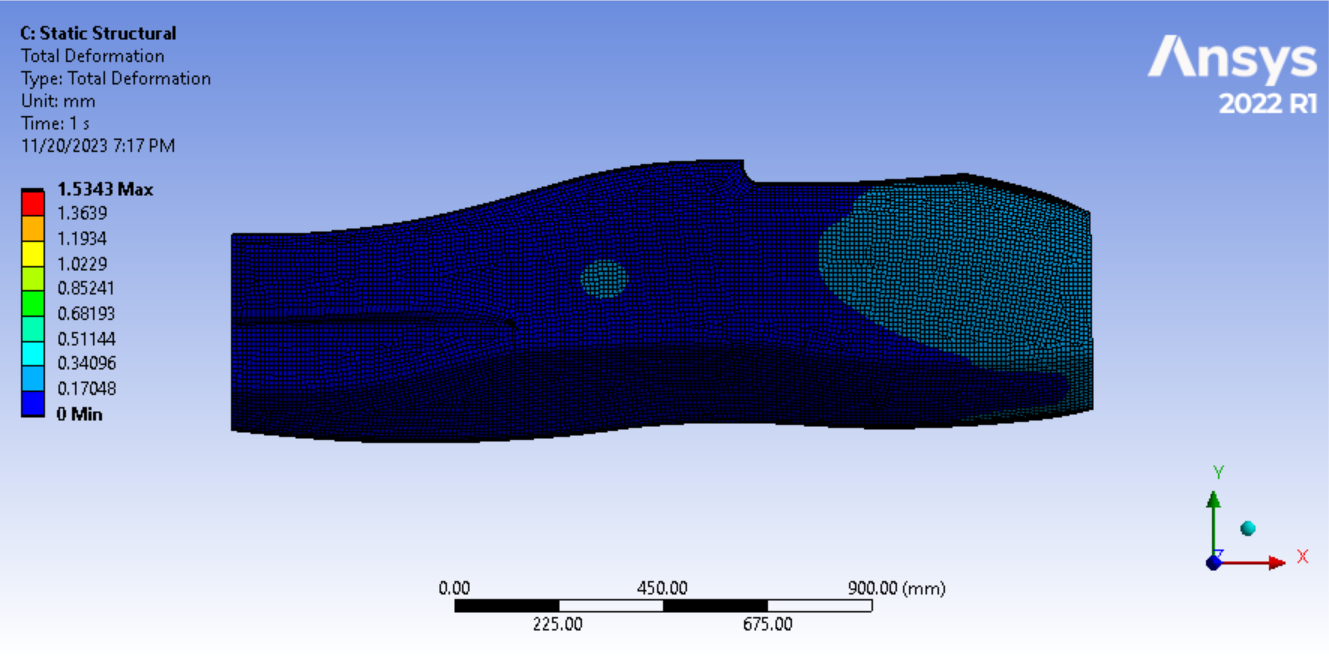 C: Static Structural
Total Deformation
Type: Total Deformation
Unit: mm
Time: 1 s
11/20/2023 7:17 PM
Ansys
2022 R1
1.5343 Max
1.3639
1.1934
1.0229
0.85241
0.68193
0.51144
0.34096
0.17048
0 Min
Y
Z
X
0.00 450.00 900.00 (mm)
225.00 675.00